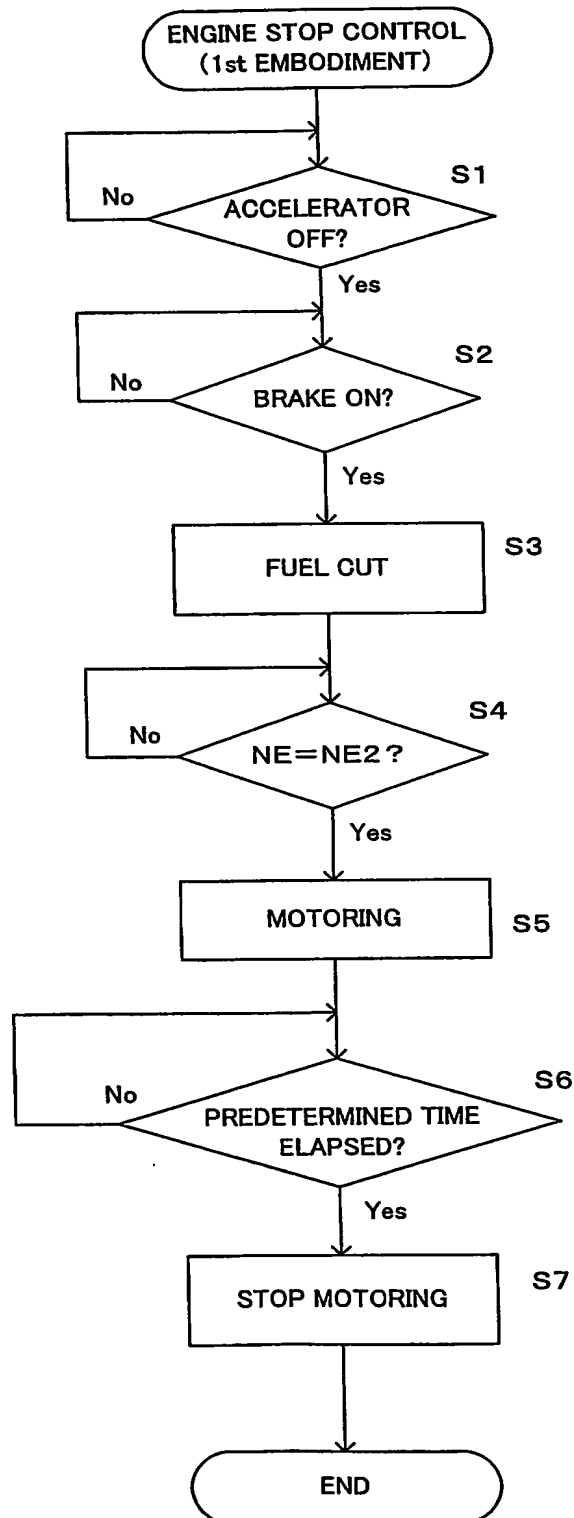 ENGINE STOP CONTROL
(1st EMBODIMENT)
S1
No
ACCELERATOR
OFF?
Yes
S2
No
BRAKE ON?
Yes
S3
FUEL CUT
S4
No
NE=NE2?
Yes
MOTORING
S5
S6
No
PREDETERMINED TIME
ELAPSED?
Yes
S7
STOP MOTORING
END